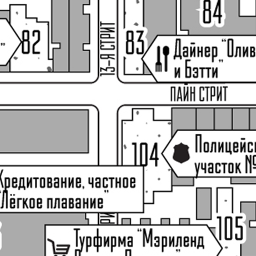 84
82
13-Я СТРИТ
83
Дайнер "Олив
и Бэтти"
ПАЙН СТРИТ
Полицейс
участок №
104
Кредитование, частное
"Лёгкое плавание"
105
Турфирма "Мэриленд